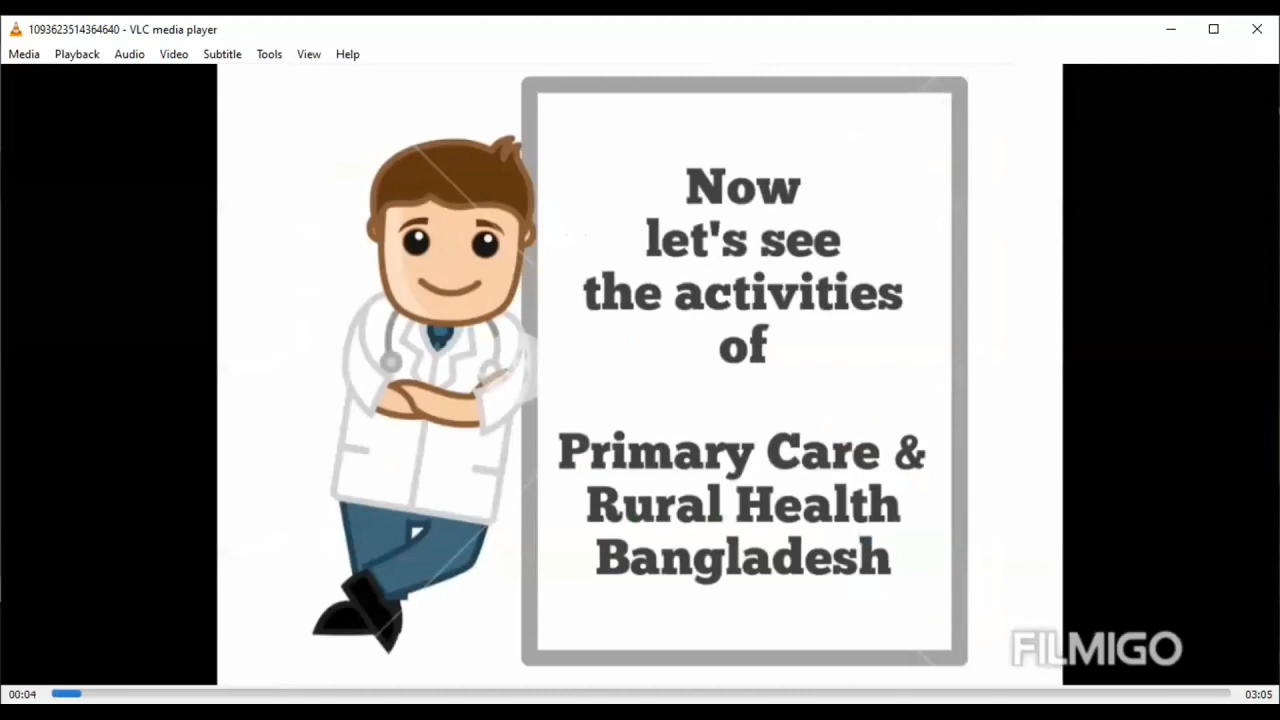 1093623514364640 - VLC media player
Media Playback Audio Video Subtitle Tools View Help
Now
let's see
the activities
of
Primary Care &
Rural Health
Bangladesh
FILMIGO
00:04
03:05